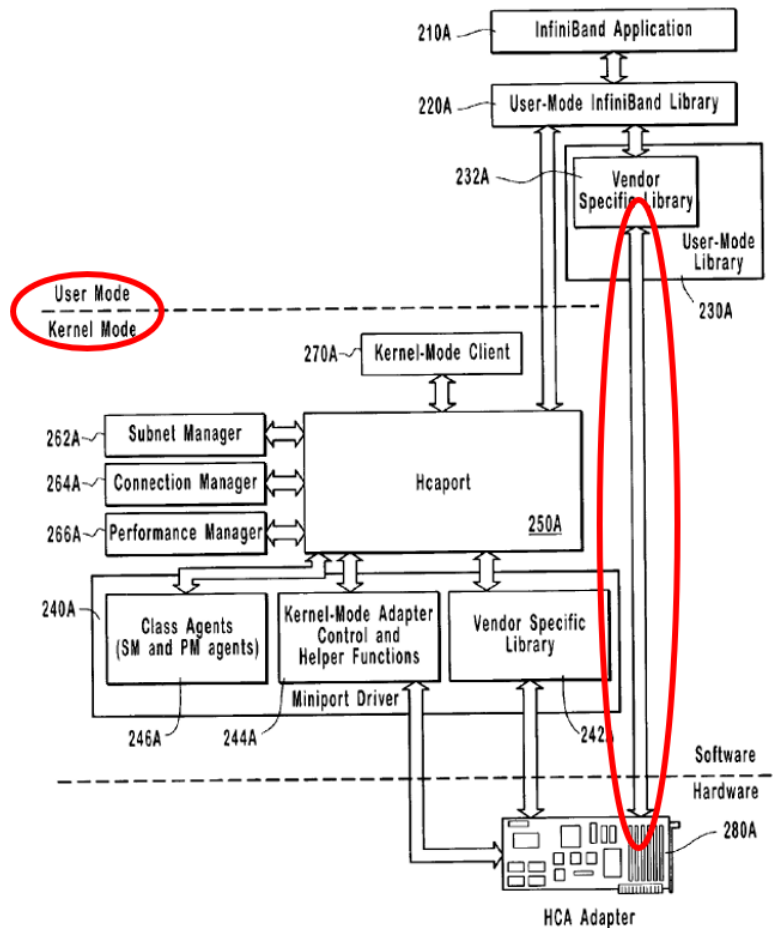 210A
InfiniBand Application
220A
User-Mode InfiniBand Library
232A
Vendor
Specific Library
User-Mode
Library
230A
User Mode
Kernel Mode
270A
Kernel-Mode Client
262A
Subnet Manager
264A
Connection Manager
266A
Performance Manager
Hcaport
250A
240A
Class Agents
(SM and PM agents)
Kernel-Mode Adapter
Control and
Helper Functions
Vendor Specific
Library
Miniport Driver
246A
244A
242A
Software
Hardware
280A
HCA Adapter